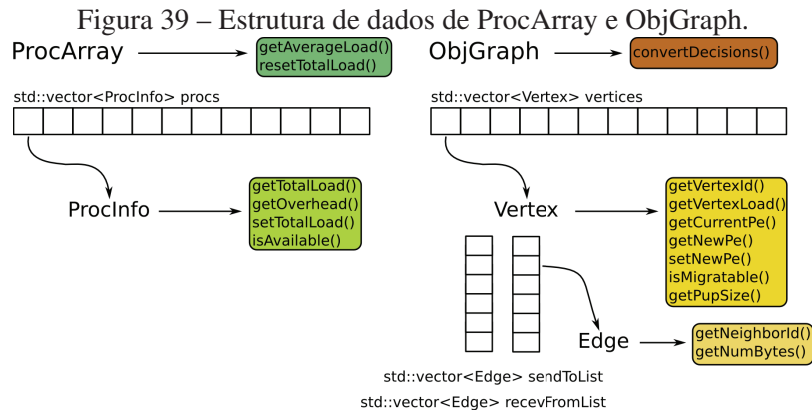 Figura 39 – Estrutura de dados de ProcArray e ObjGraph.
ProcArray
getAverageLoad()
resetTotalLoad()
std::vector<ProcInfo> procs
ProcInfo
getTotalLoad()
getOverhead()
setTotalLoad()
isAvailable()
ObjGraph
convertDecisions()
std::vector<Vertex> vertices
Vertex
getVertexId()
getVertexLoad()
getCurrentPe()
getNewPe()
setNewPe()
isMigratable()
getPupSize()
Edge
getNeighborId()
getNumBytes()
std::vector<Edge> sendToList
std::vector<Edge> recevFromList